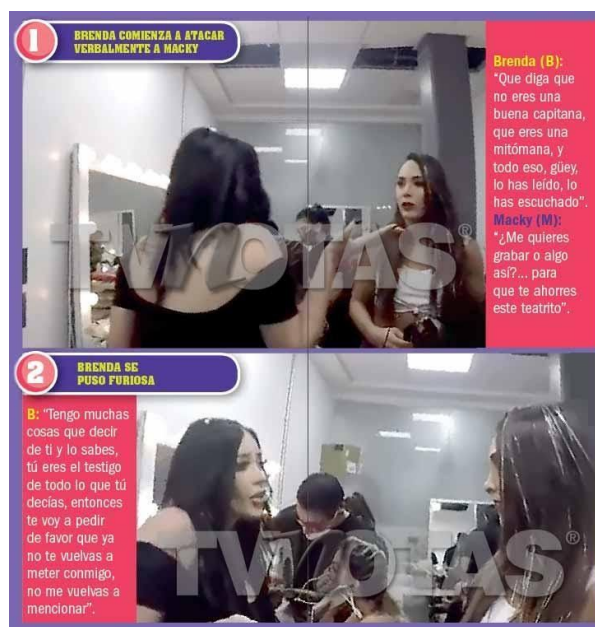 1
BRENDA COMIENZA A ATACAR
VERBALMENTE A MACKY
Brenda (B):
"Que diga que
no eres una
buena capitana,
que eres una
mitómana, y
todo eso, güey,
lo has leído, lo
has escuchado".
Macky (M):
"¿Me quieres
grabar o algo
así?... para
que te ahorres
este teatrito".
TVNOTAS®
2
BRENDA SE
PUSO FURIOSA
B: "Tengo muchas
cosas que decir
de ti y lo sabes,
tú eres el testigo
de todo lo que tú
decías, entonces
te voy a pedir
de favor que ya
no te vuelvas a
meter conmigo,
no me vuelvas a
mencionar".
TVNOTAS®